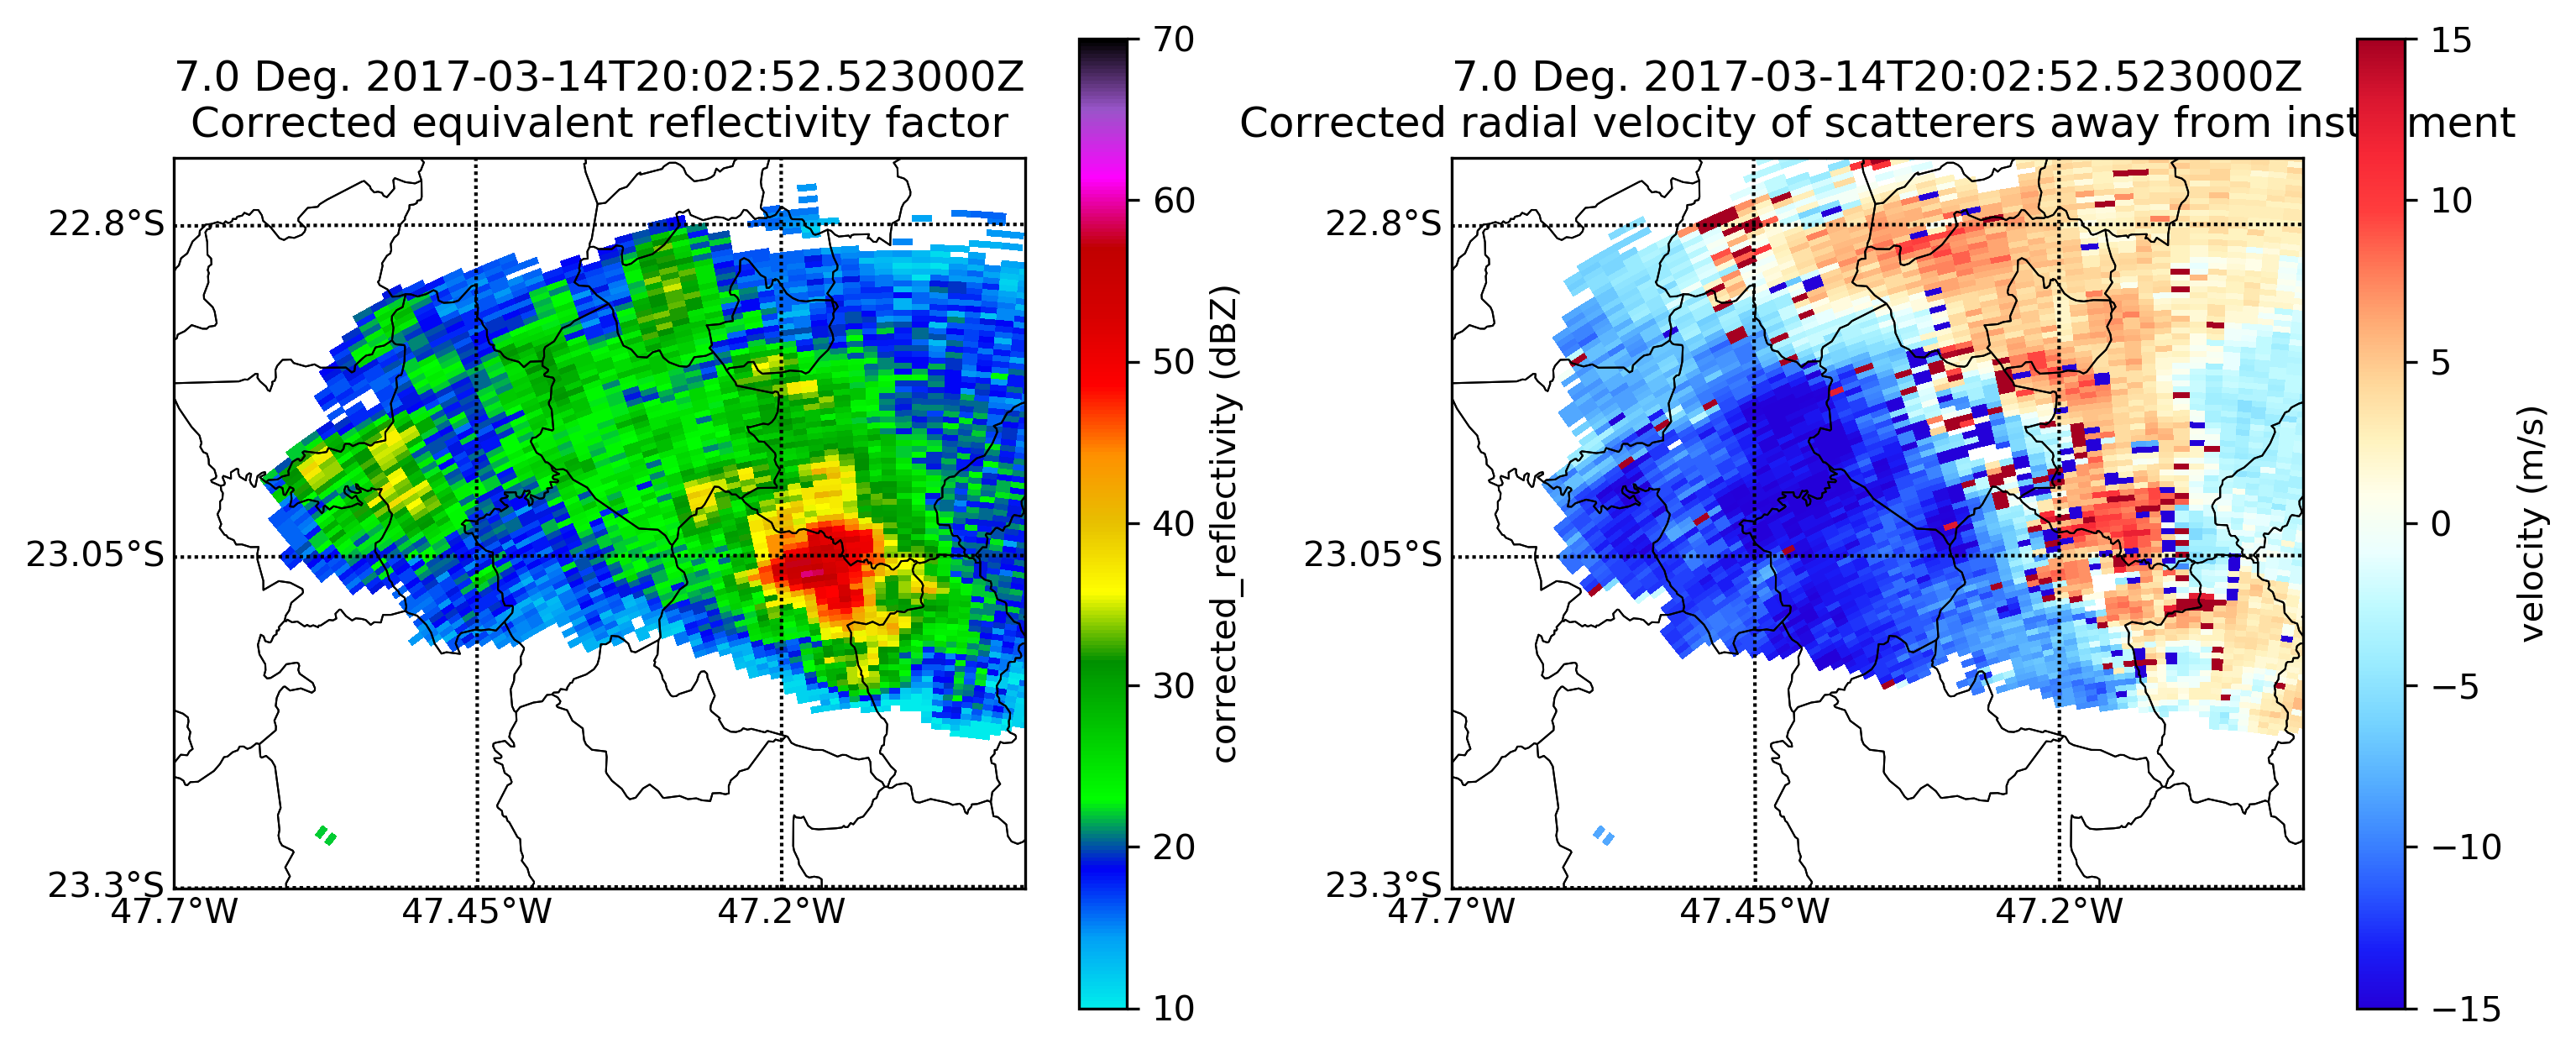 7.0 Deg. 2017-03-14T20:02:52.523000Z
Corrected equivalent reflectivity factor
22.8°S
23.05°S
23.3°S
47.7°W
47.45°W
47.2°W
70
60
50
40
30
20
10
corrected_reflectivity (dBZ)
7.0 Deg. 2017-03-14T20:02:52.523000Z
Corrected radial velocity of scatterers away from inst ment
22.8°S
23.05°S
23.3°S
47.7°W
47.45°W
47.2°W
15
10
5
0
−5
−10
−15
velocity (m/s)